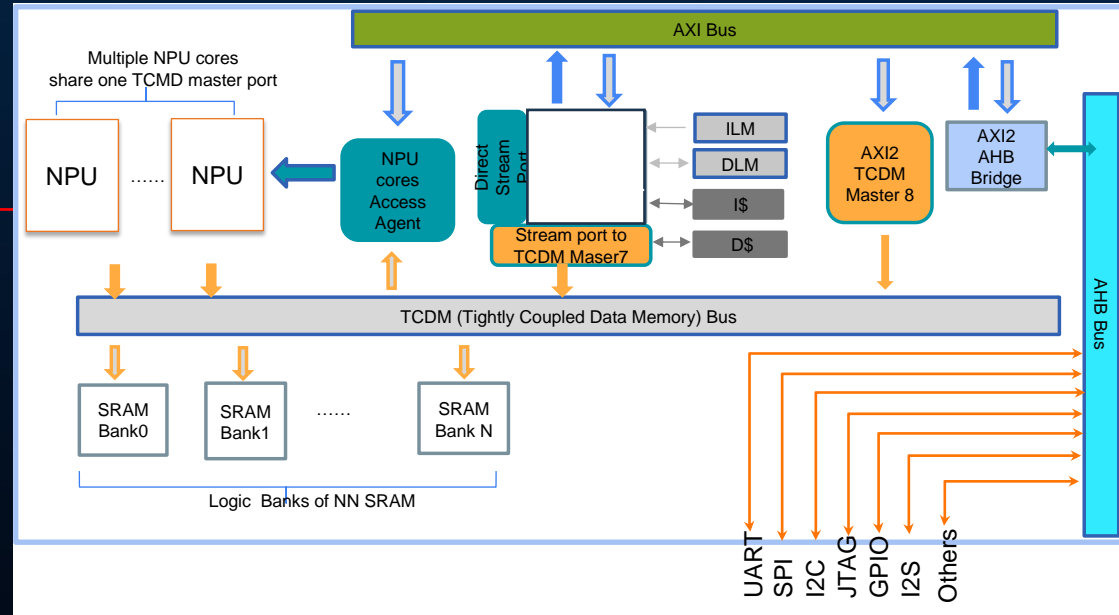 AXI Bus
Multiple NPU cores
share one TCMD master port
NPU
......
NPU
NPU
cores
Access
Agent
Direct
Stream
Port
Stream port to
TCDM Maser7
ILM
DLM
I$
D$
AXI2
TCDM
Master 8
AXI2
AHB
Bridge
AHB Bus
TCDM (Tightly Coupled Data Memory) Bus
SRAM
Bank0
SRAM
Bank1
......
SRAM
Bank N
Logic Banks of NN SRAM
UART
SPI
I2C
JTAG
GPIO
I2S
Others